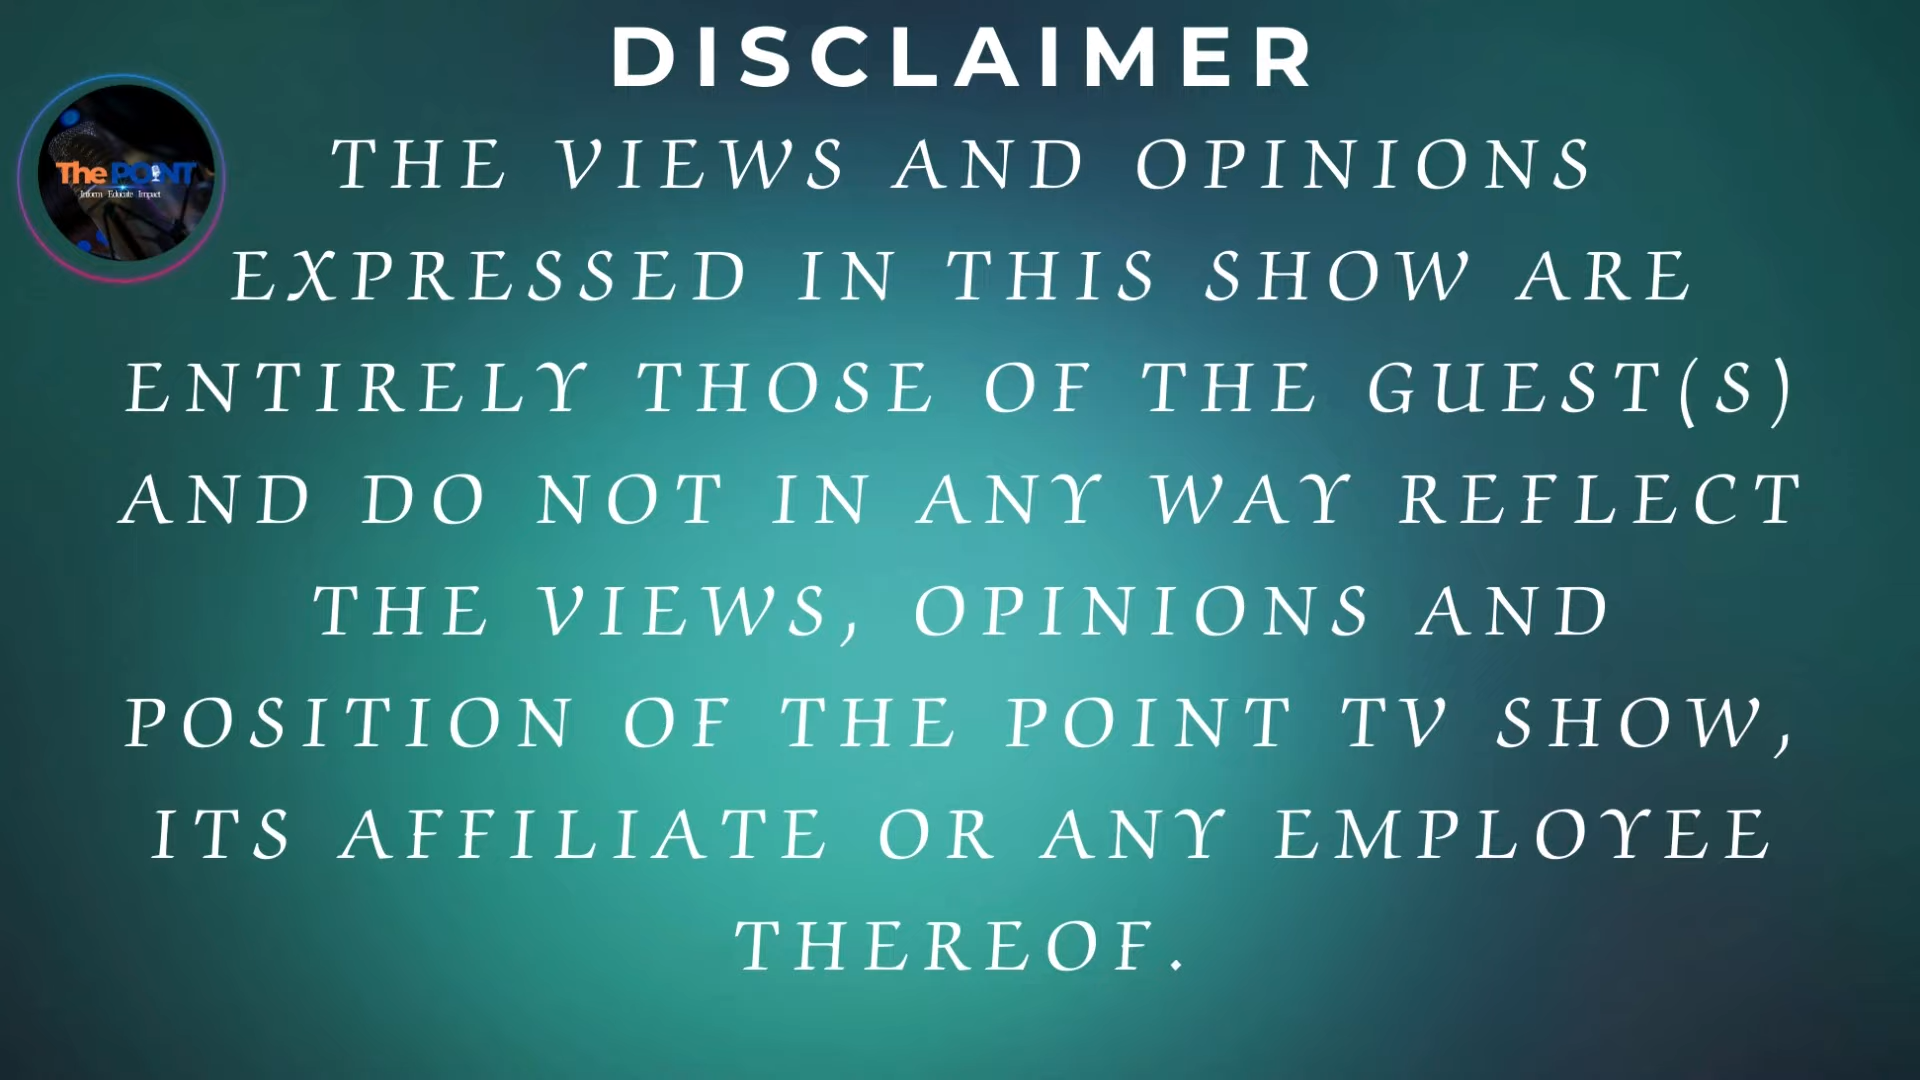 DISCLAIMER
The POINT
Inform Educate Impact
THE VIEWS AND OPINIONS
EXPRESSED IN THIS SHOW ARE
ENTIRELY THOSE OF THE GUEST(S)
AND DO NOT IN ANY WAY REFLECT
THE VIEWS, OPINIONS AND
POSITION OF THE POINT TV SHOW,
ITS AFFILIATE OR ANY EMPLOYEE
THEREOF.